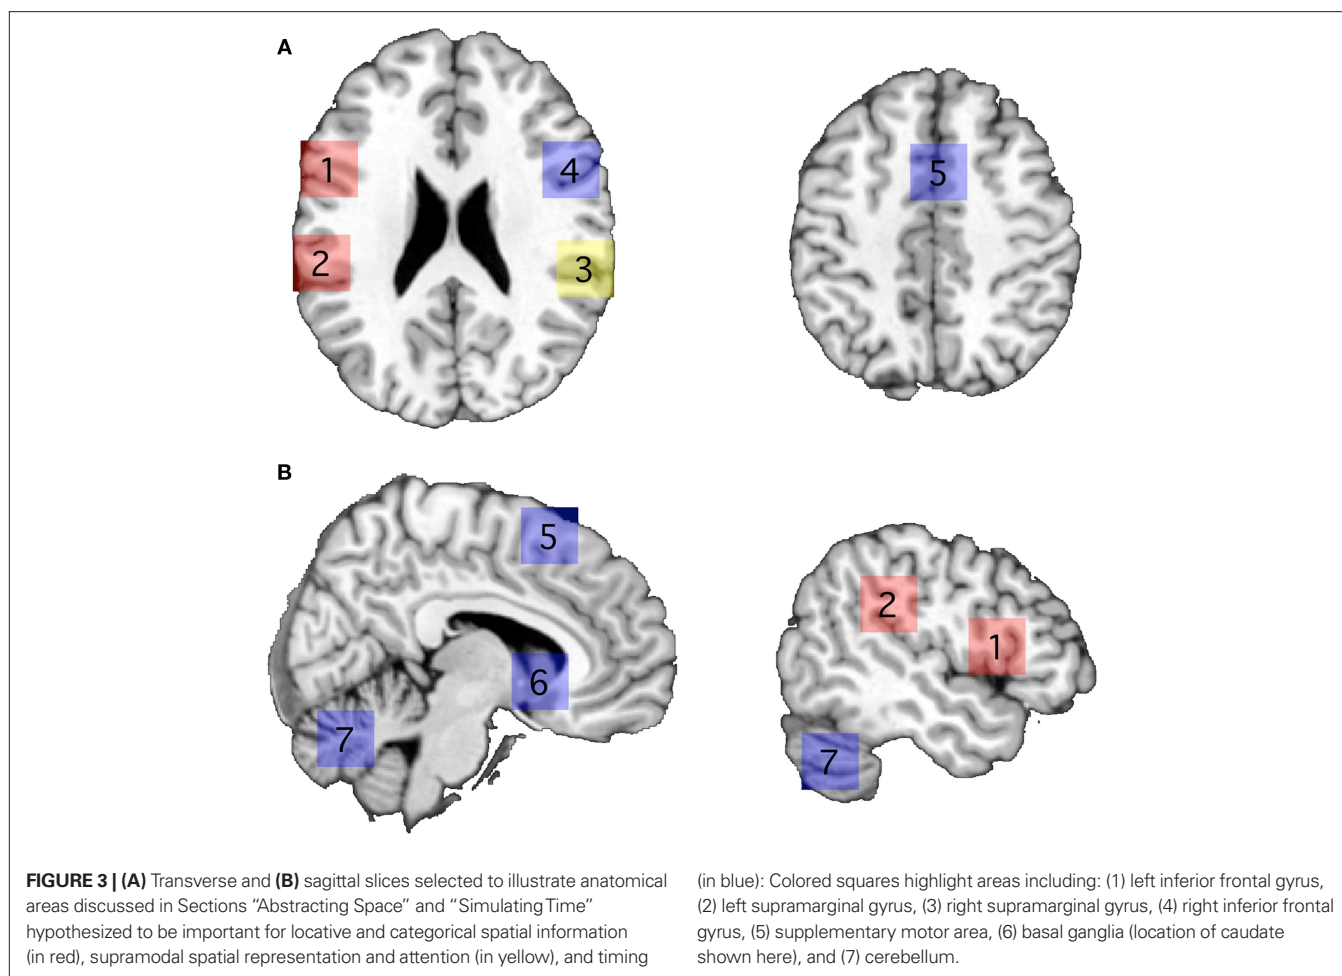 A
1
4
5
2
3
B
5
2
1
6
7
7
FIGURE 3 | (A) Transverse and (B) sagittal slices selected to illustrate anatomical
areas discussed in Sections “Abstracting Space” and “Simulating Time”
hypothesized to be important for locative and categorical spatial information
(in red), supramodal spatial representation and attention (in yellow), and timing
(in blue): Colored squares highlight areas including: (1) left inferior frontal gyrus,
(2) left supramarginal gyrus, (3) right supramarginal gyrus, (4) right inferior frontal
gyrus, (5) supplementary motor area, (6) basal ganglia (location of caudate
shown here), and (7) cerebellum.